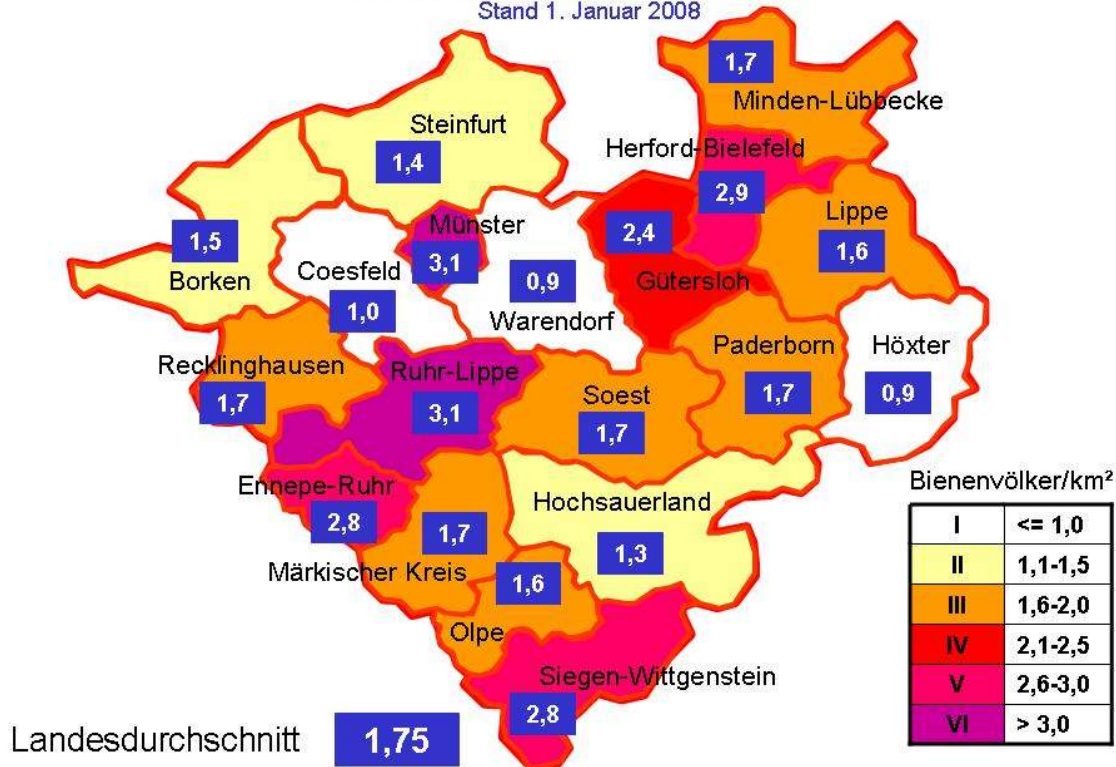 Stand 1. Januar 2008
1,7
Minden-Lübbecke
Steinfurt
1,4
Herford-Bielefeld
2,9
Lippe
1,6
Münster
3,1
2,4
Gütersloh
1,5
Borken
Coesfeld
1,0
0,9
Warendorf
Recklinghausen
1,7
Ruhr-Lippe
3,1
Soest
1,7
Paderborn
1,7
Höxter
0,9
Ennepe-Ruhr
2,8
1,7
Märkischer Kreis
Hochsauerland
1,3
1,6
Olpe
Siegen-Wittgenstein
2,8
Bienenvölker/km²
I <= 1,0
II 1,1-1,5
III 1,6-2,0
IV 2,1-2,5
V 2,6-3,0
VI > 3,0
Landesdurchschnitt 1,75